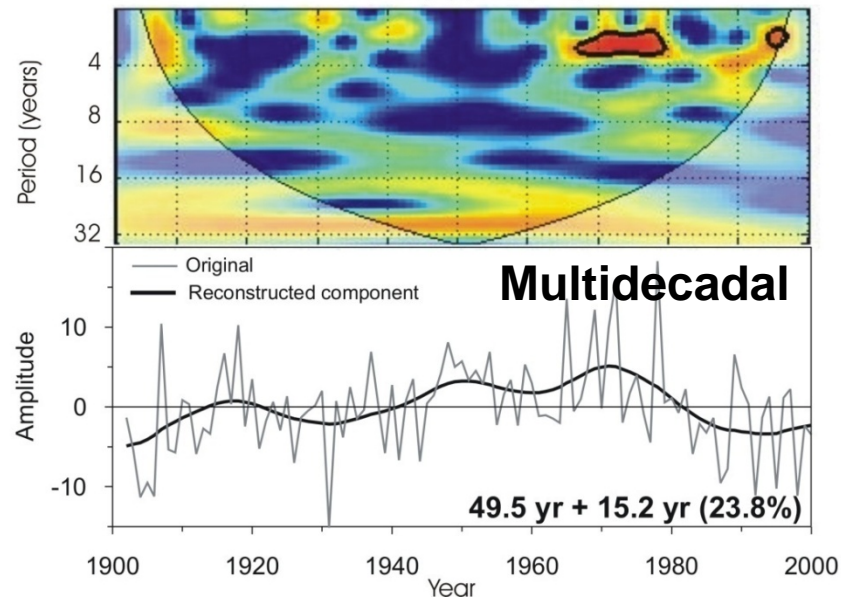 Period (years)
4
8
16
32
Original
Reconstructed component
Multidecadal
Amplitude
10
0
-10
49.5 yr + 15.2 yr (23.8%)
1900 1920 1940 1960 1980 2000
Year